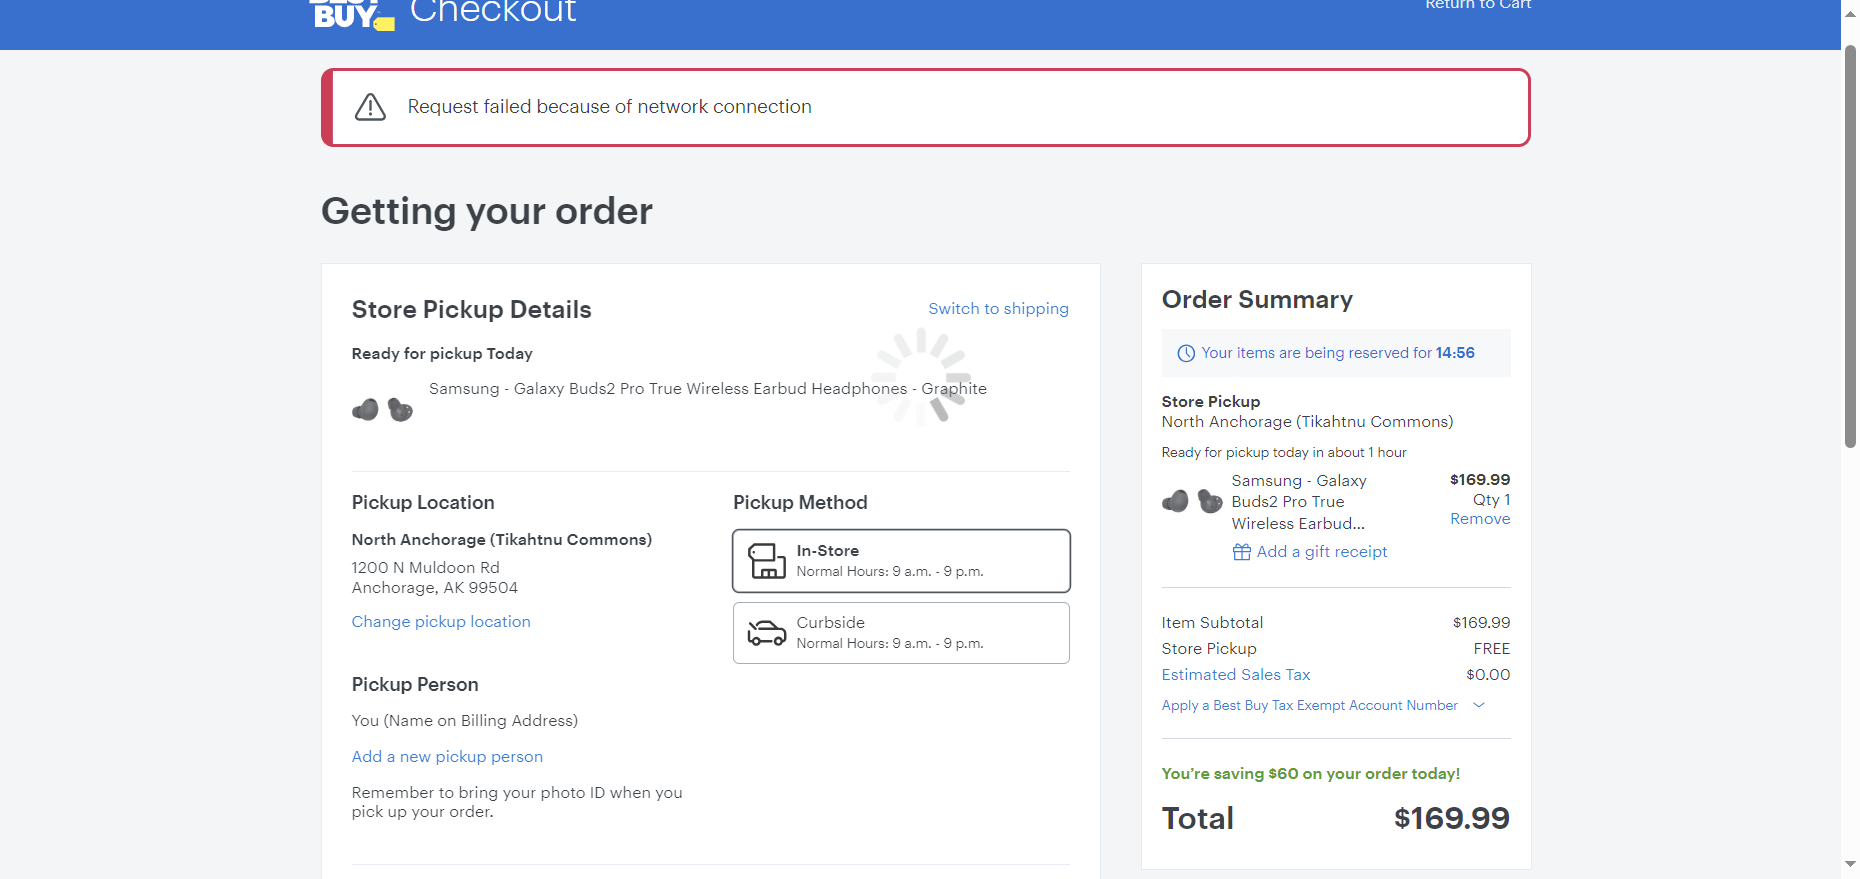 BEST
BUY
Checkout
Return to Cart
Request failed because of network connection
Getting your order
Store Pickup Details
Switch to shipping
Ready for pickup Today
Samsung - Galaxy Buds2 Pro True Wireless Earbud Headphones - Graphite
Pickup Location
North Anchorage (Tikahtnu Commons)
1200 N Muldoon Rd
Anchorage, AK 99504
Change pickup location
Pickup Method
In-Store
Normal Hours: 9 a.m. - 9 p.m.
Curbside
Normal Hours: 9 a.m. - 9 p.m.
Pickup Person
You (Name on Billing Address)
Add a new pickup person
Remember to bring your photo ID when you
pick up your order.
Order Summary
Your items are being reserved for 14:56
Store Pickup
North Anchorage (Tikahtnu Commons)
Ready for pickup today in about 1 hour
Samsung - Galaxy
Buds2 Pro True
Wireless Earbud...
$169.99
Qty 1
Remove
Add a gift receipt
Item Subtotal $169.99
Store Pickup FREE
Estimated Sales Tax $0.00
Apply a Best Buy Tax Exempt Account Number
You're saving $60 on your order today!
Total $169.99